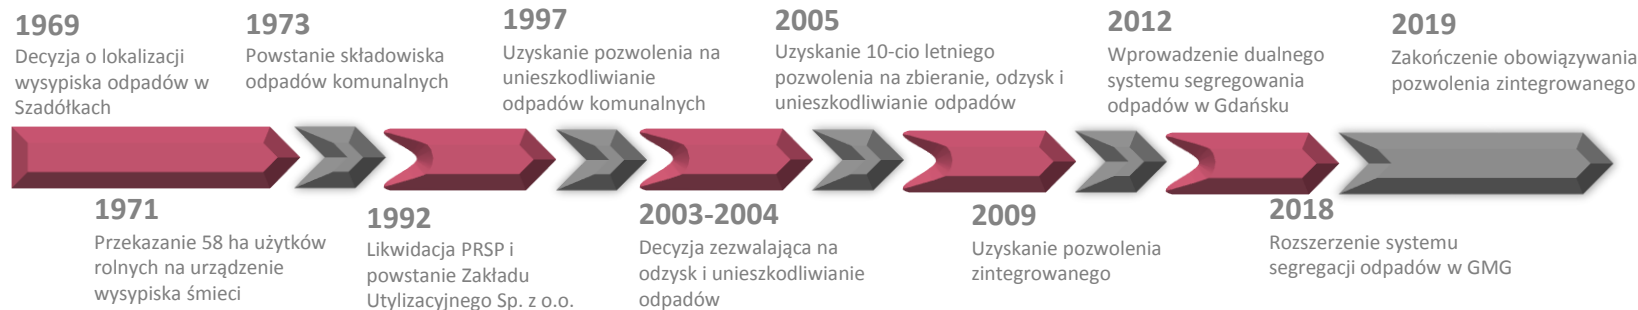 1969
Decyzja o lokalizacji
wysypiska odpadów w
Szadółkach
1973
Powstanie składowiska
odpadów komunalnych
1997
Uzyskanie pozwolenia na
unieszkodliwianie
odpadów komunalnych
2005
Uzyskanie 10-cio letniego
pozwolenia na zbieranie, odzysk i
unieszkodliwianie odpadów
2012
Wprowadzenie dualnego
systemu segregowania
odpadów w Gdańsku
2019
Zakończenie obowiązywania
pozwolenia zintegrowanego
1971
Przekazanie 58 ha użytków
rolnych na urządzenie
wysypiska śmieci
1992
Likwidacja PRSP i
powstanie Zakładu
Utylizacyjnego Sp. z o.o.
2003-2004
Decyzja zezwalająca na
odzysk i unieszkodliwianie
odpadów
2009
Uzyskanie pozwolenia
zintegrowanego
2018
Rozszerzenie systemu
segregacji odpadów w GMG